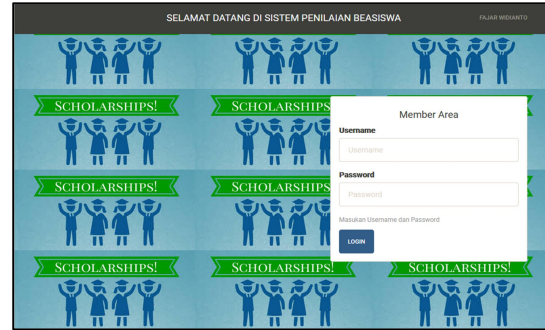 SELAMAT DATANG DI SISTEM PENILAIAN BEASISWA
FAJAR WIDIANTO
SCHOLARSHIPS!
SCHOLARSHIPS!
SCHOLARSHIPS
Member Area
Username
Username
Password
Password
SCHOLARSHIPS!
SCHOLARSHIPS
Masukan Username dan Password
LOGIN
SCHOLARSHIPS!
SCHOLARSHIPS!
SCHOLARSHIPS!